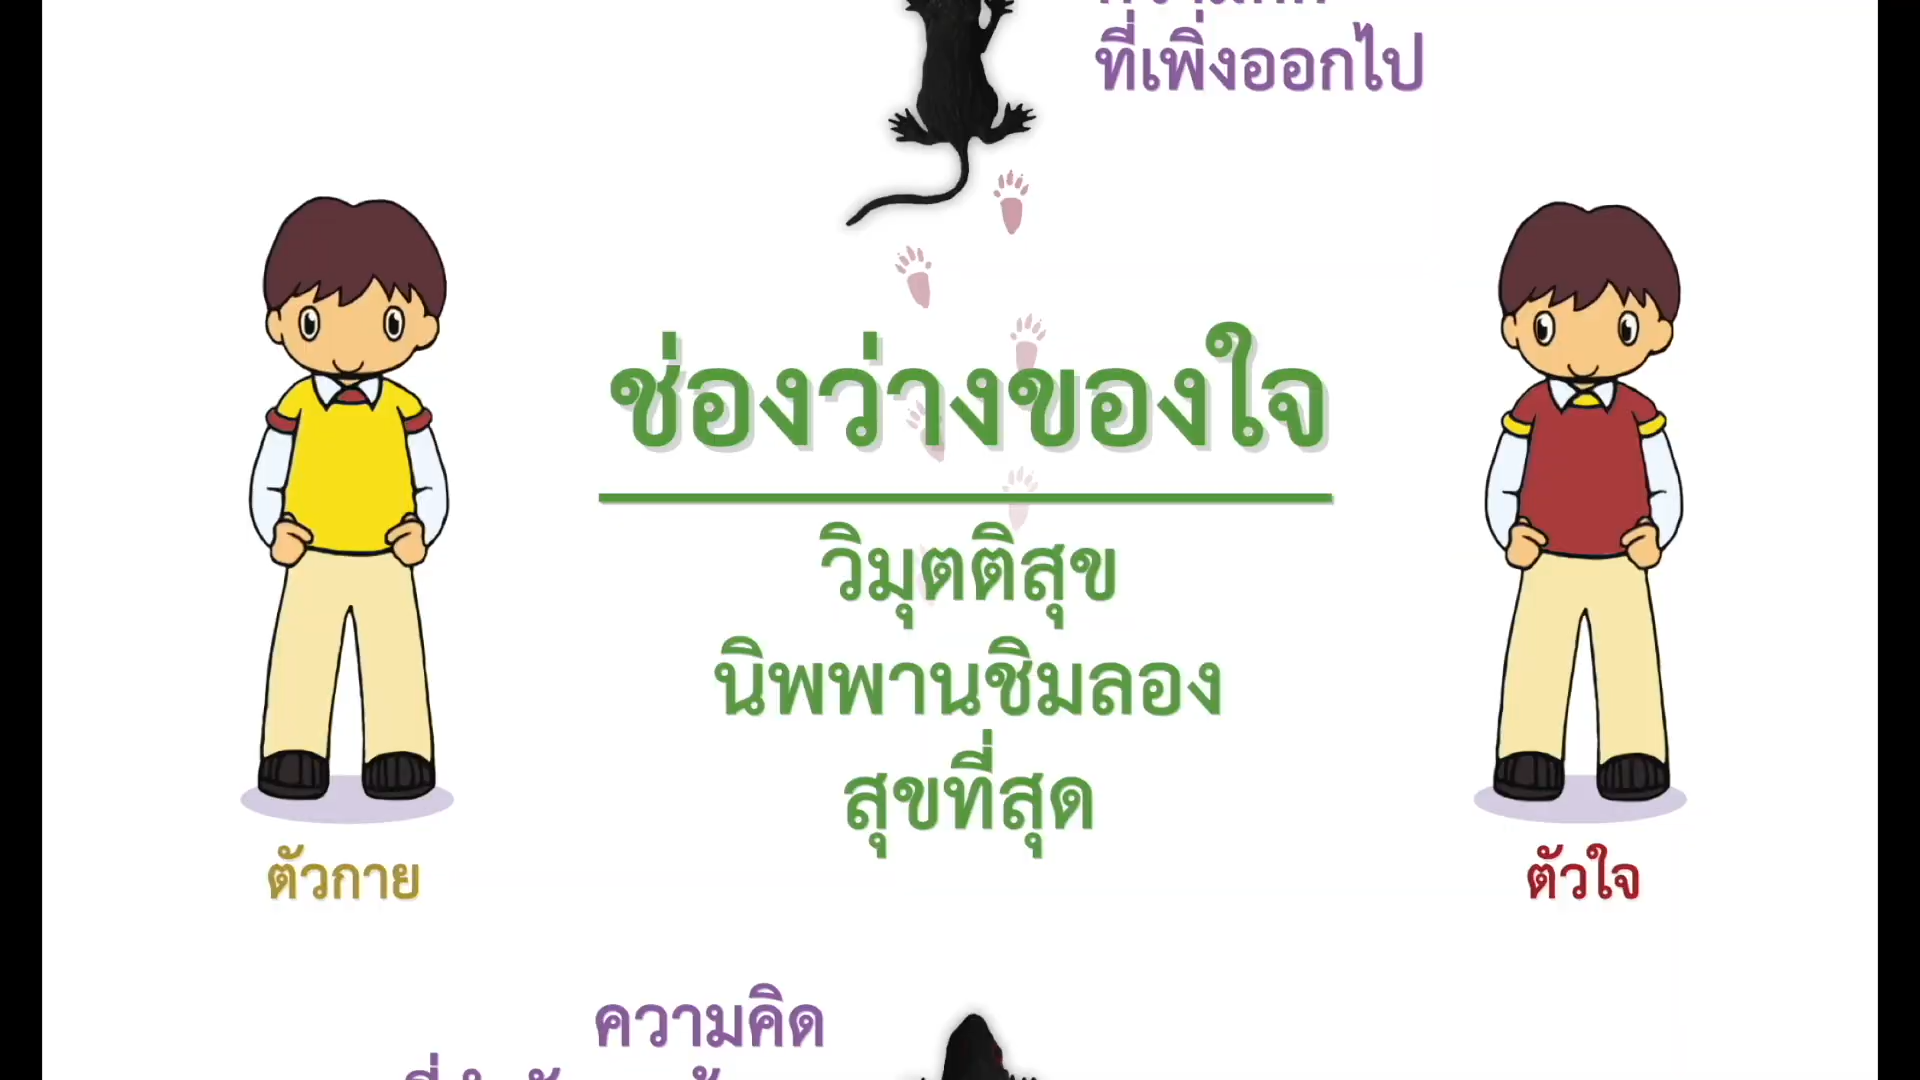 ที่เพิ่งออกไป
ช่องว่างของใจ
วิมุตติสุข
นิพพานชิมลอง
สุขที่สุด
ตัวกาย
ตัวใจ
ความคิด